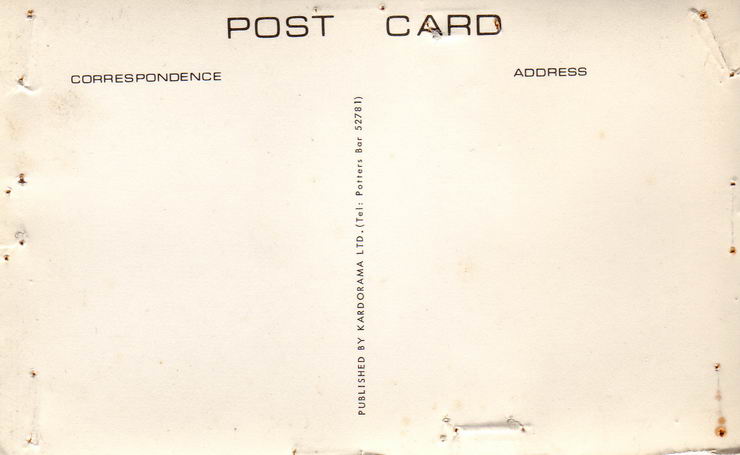 POST CARD
CORRESPONDENCE
ADDRESS
PUBLISHED BY KARDORAMA LTD. (Tel: Potters Bar 52781)